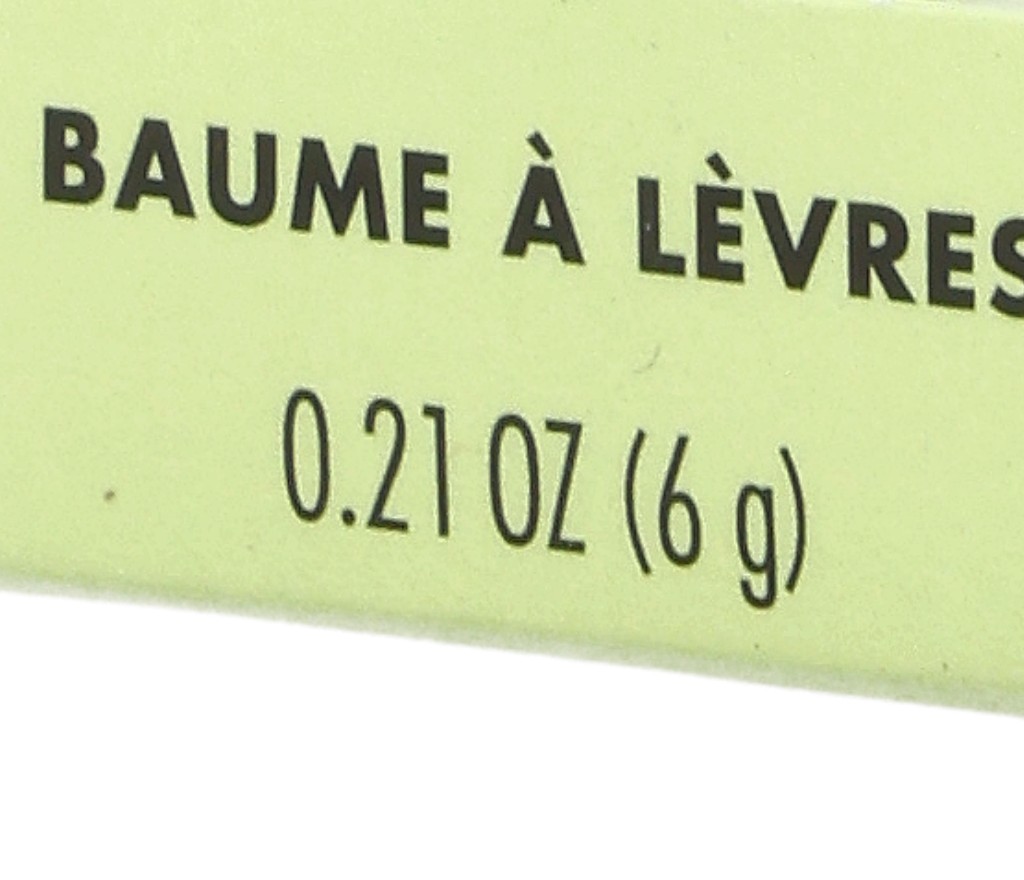 BAUME À LÈVRES
0.21 OZ (6 g)